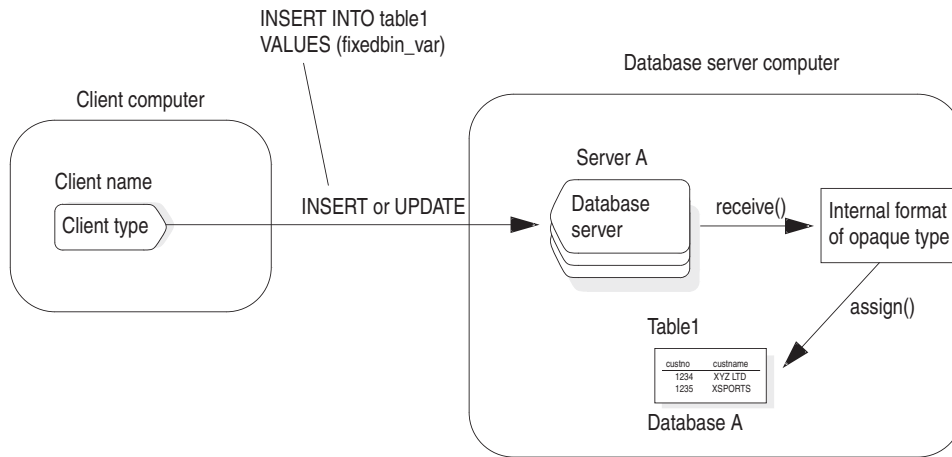 INSERT INTO table1
VALUES (fixedbin_var)
Database server computer
Client computer
Server A
Client name
Client type
INSERT or UPDATE
Database
server
receive()
Internal format
of opaque type
assign()
Table1
custno custname
1234 XYZ LTD
1235 XSPORTS
Database A